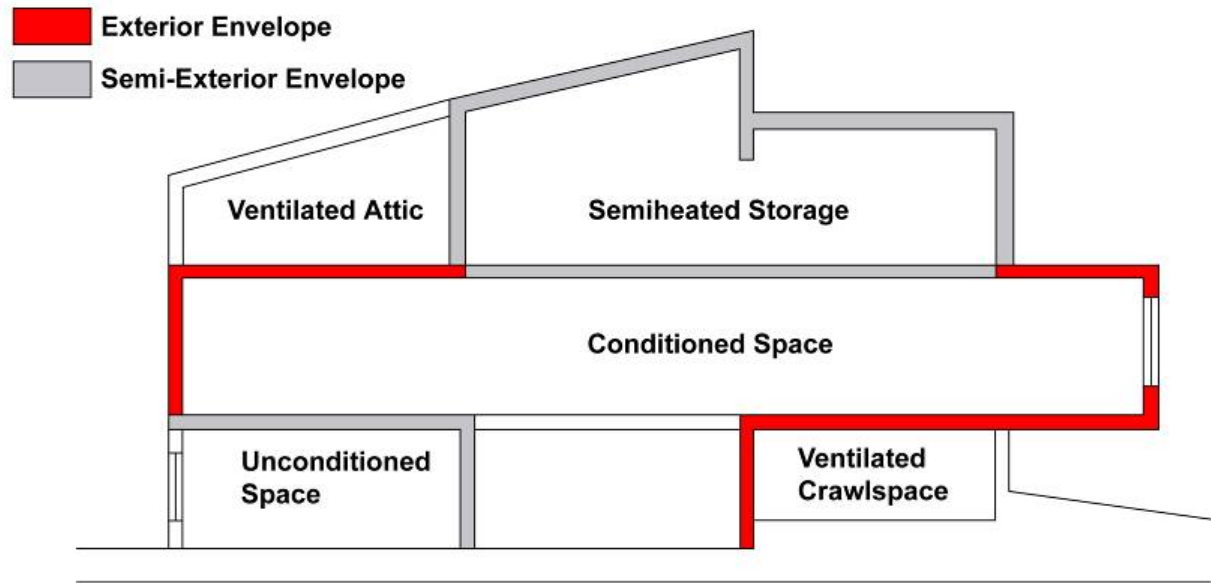 Exterior Envelope
Semi-Exterior Envelope
Ventilated Attic
Semiheated Storage
Conditioned Space
Unconditioned
Space
Ventilated
Crawlspace